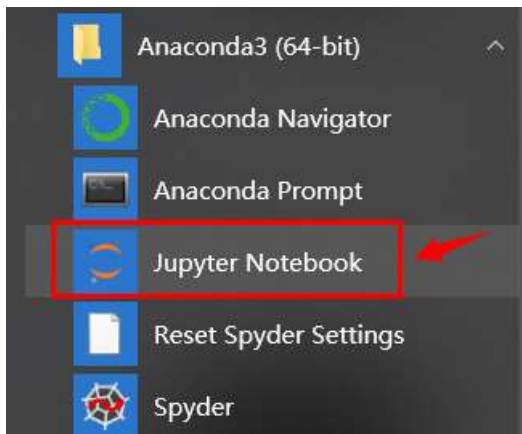 Anaconda3 (64-bit)
Anaconda Navigator
Anaconda Prompt
Jupyter Notebook
Reset Spyder Settings
Spyder